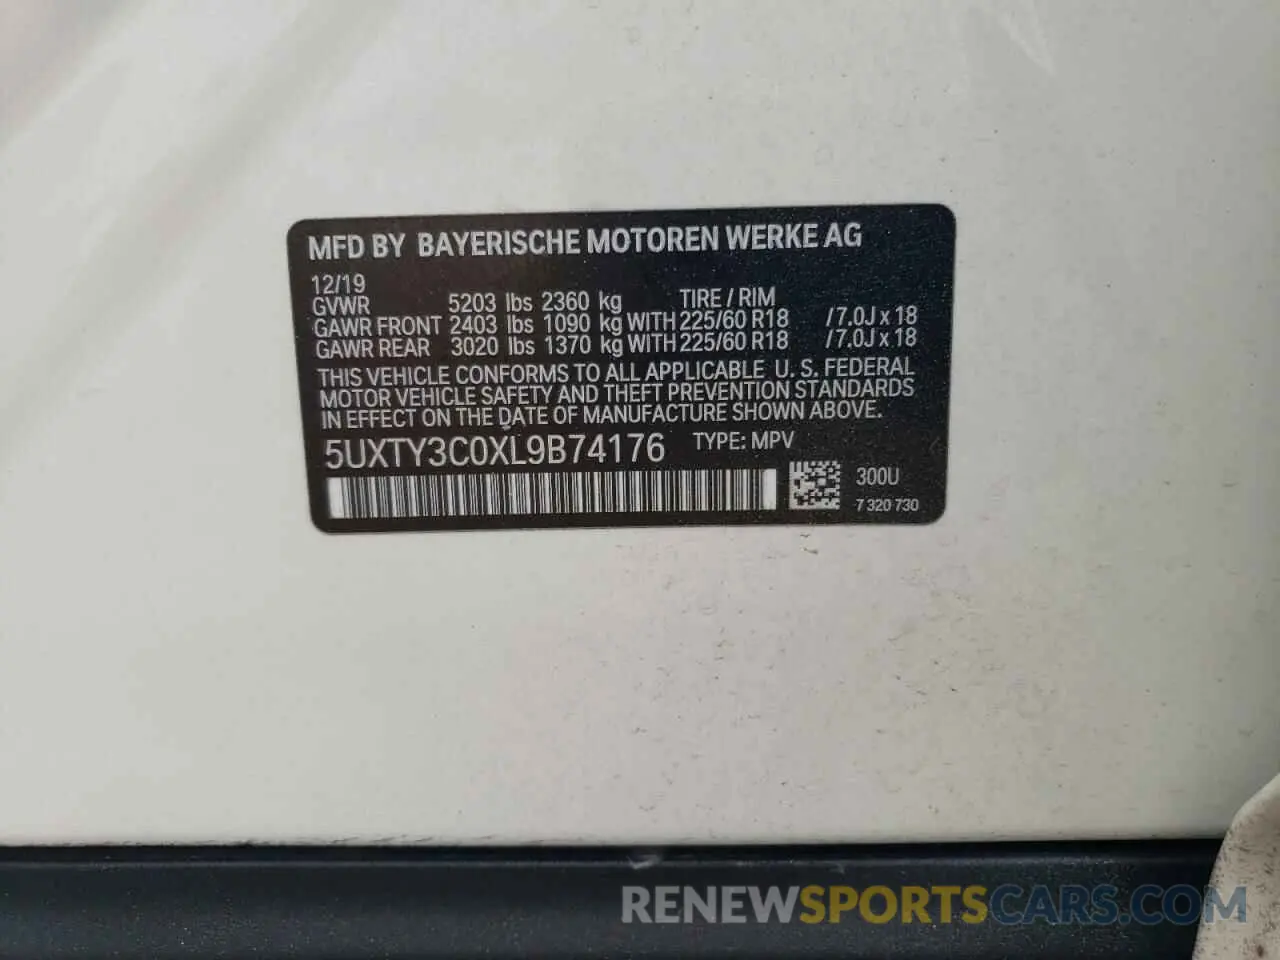 MFD BY BAYERISCHE MOTOREN WERKE AG
12/19
GVWR 5203 lbs 2360 kg TIRE / RIM
GAWR FRONT 2403 lbs 1090 kg WITH 225/60 R18 /7.0J x 18
GAWR REAR 3020 lbs 1370 kg WITH 225/60 R18 /7.0J x 18
THIS VEHICLE CONFORMS TO ALL APPLICABLE U. S. FEDERAL
MOTOR VEHICLE SAFETY AND THEFT PREVENTION STANDARDS
IN EFFECT ON THE DATE OF MANUFACTURE SHOWN ABOVE.
5UXTY3C0XL9B74176 TYPE: MPV
300U
7 320 730
RENEWSPORTSCARS.COM